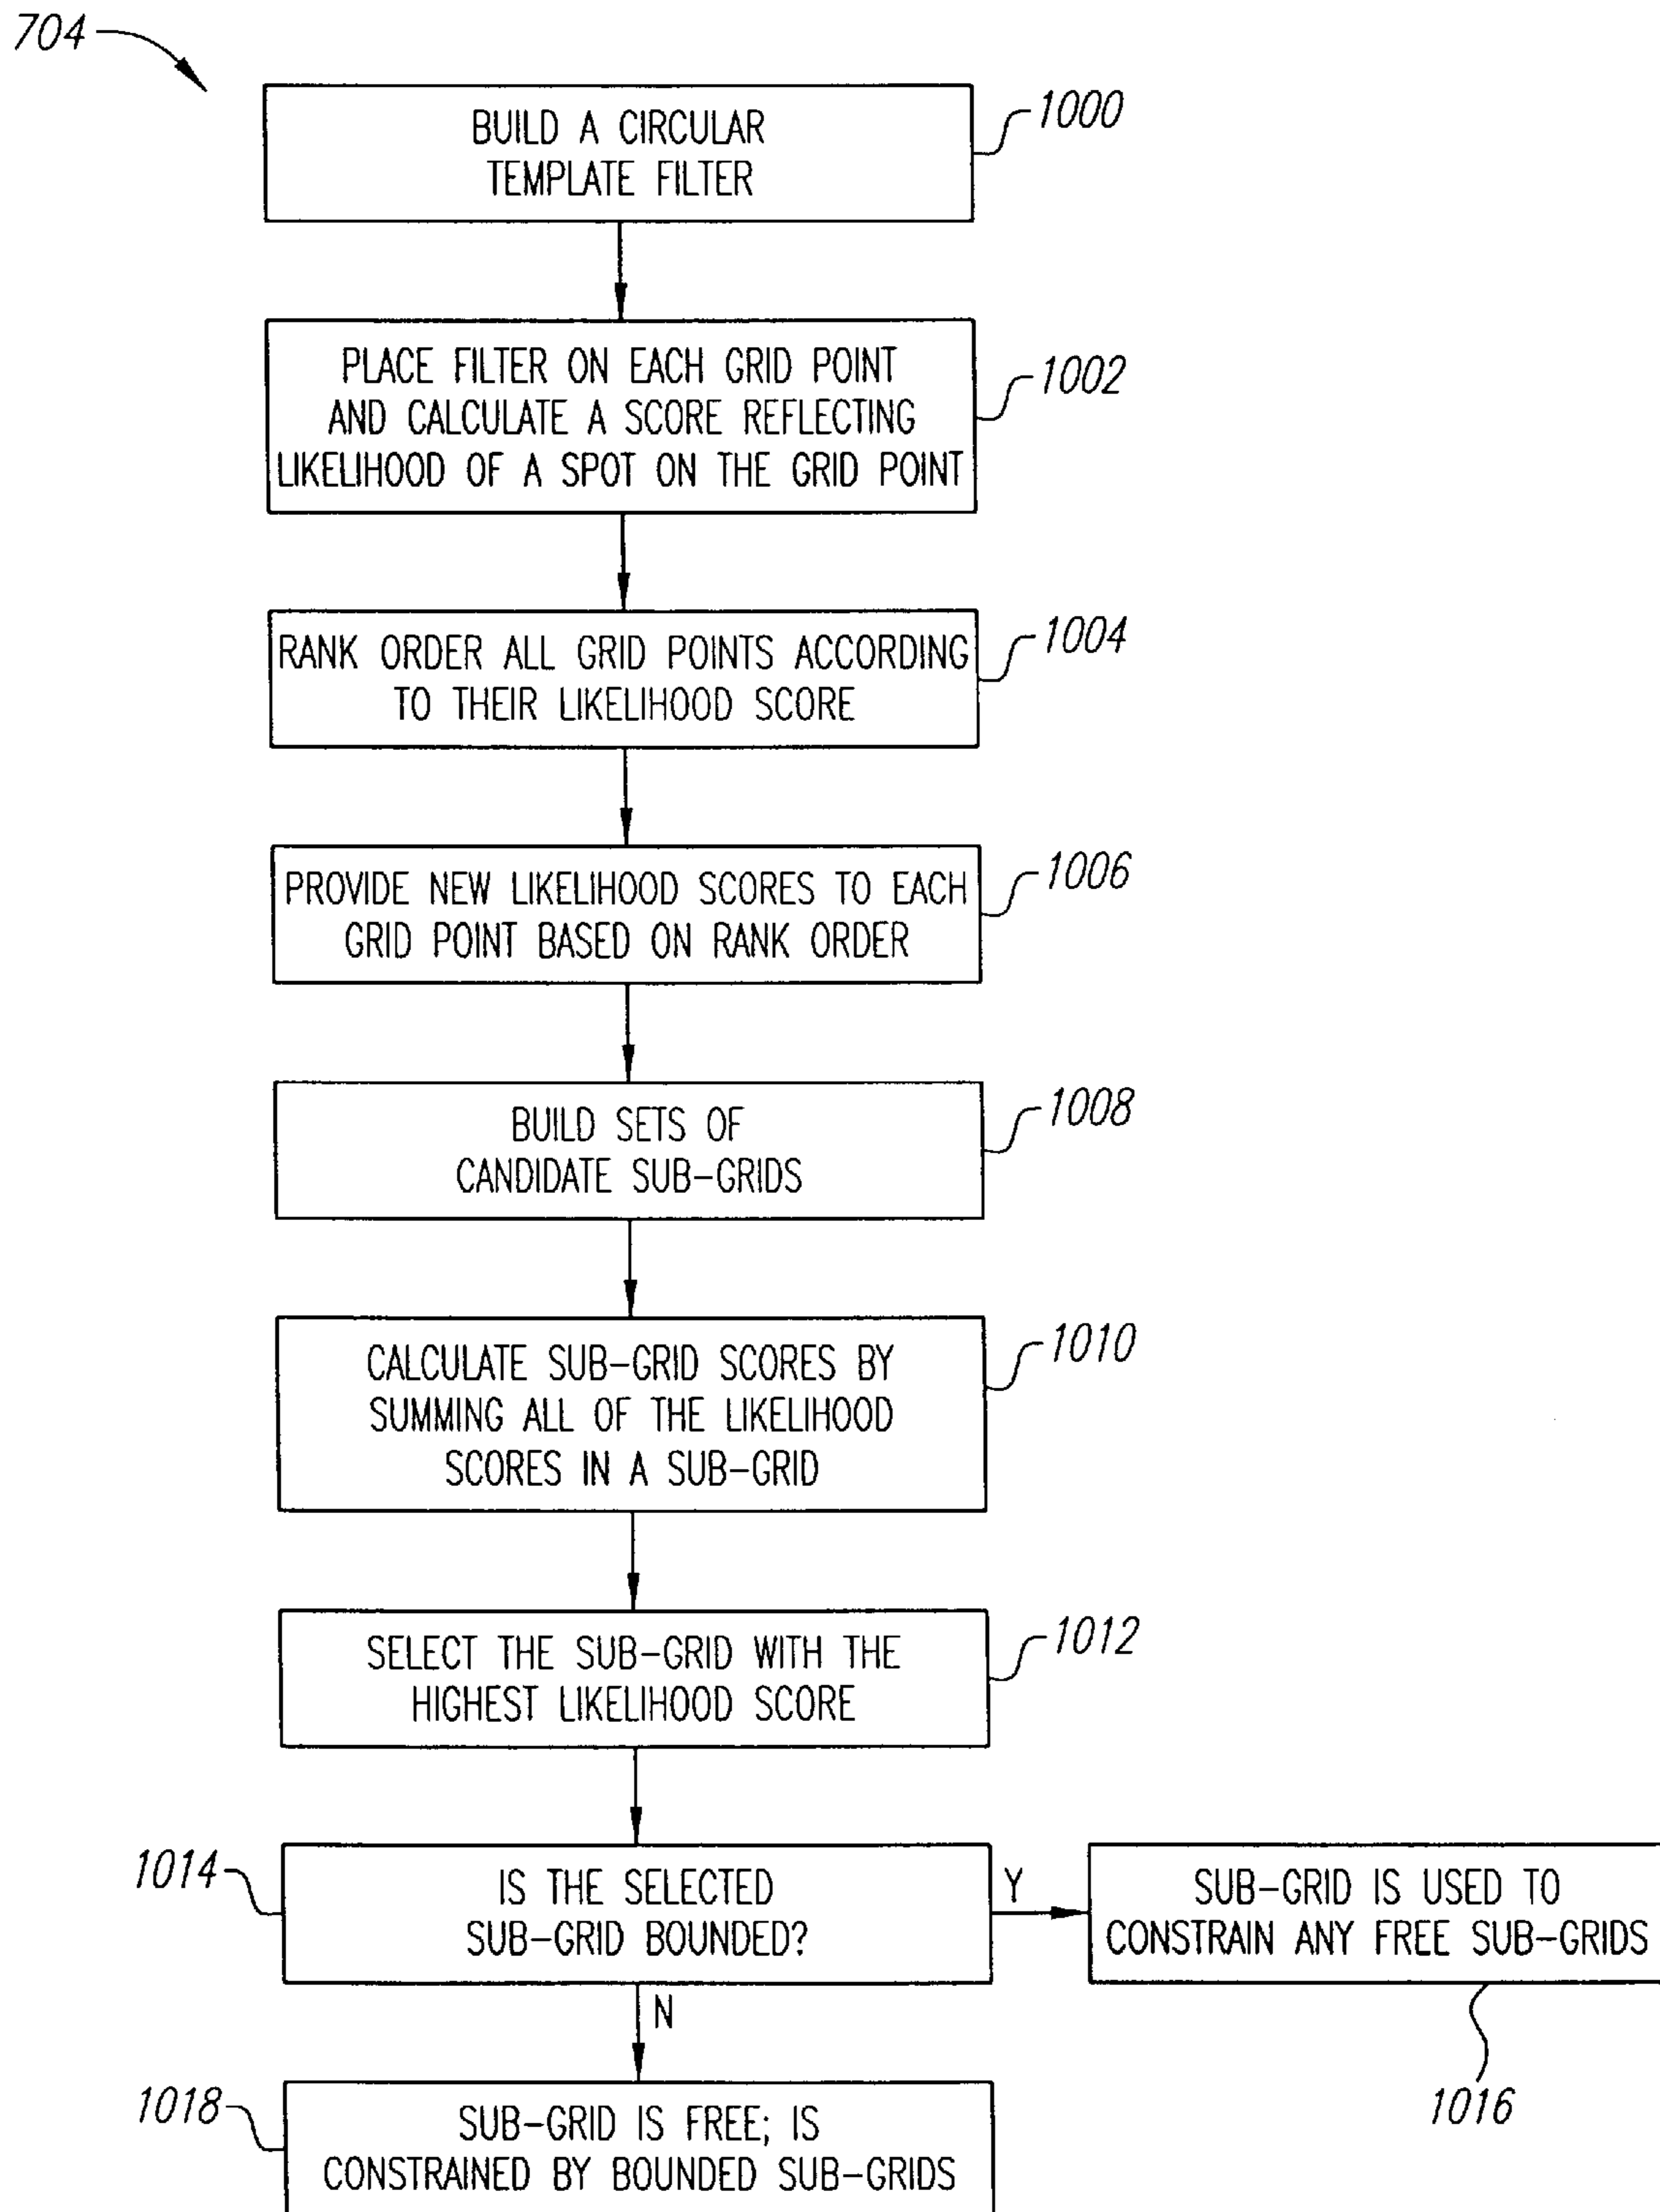 704
BUILD A CIRCULAR
TEMPLATE FILTER
1000
PLACE FILTER ON EACH GRID POINT
AND CALCULATE A SCORE REFLECTING
LIKELIHOOD OF A SPOT ON THE GRID POINT
1002
RANK ORDER ALL GRID POINTS ACCORDING
TO THEIR LIKELIHOOD SCORE
1004
PROVIDE NEW LIKELIHOOD SCORES TO EACH
GRID POINT BASED ON RANK ORDER
1006
BUILD SETS OF
CANDIDATE SUB-GRIDS
1008
CALCULATE SUB-GRID SCORES BY
SUMMING ALL OF THE LIKELIHOOD
SCORES IN A SUB-GRID
1010
SELECT THE SUB-GRID WITH THE
HIGHEST LIKELIHOOD SCORE
1012
1014
IS THE SELECTED
SUB-GRID BOUNDED?
Y
SUB-GRID IS USED TO
CONSTRAIN ANY FREE SUB-GRIDS
1016
N
1018
SUB-GRID IS FREE; IS
CONSTRAINED BY BOUNDED SUB-GRIDS